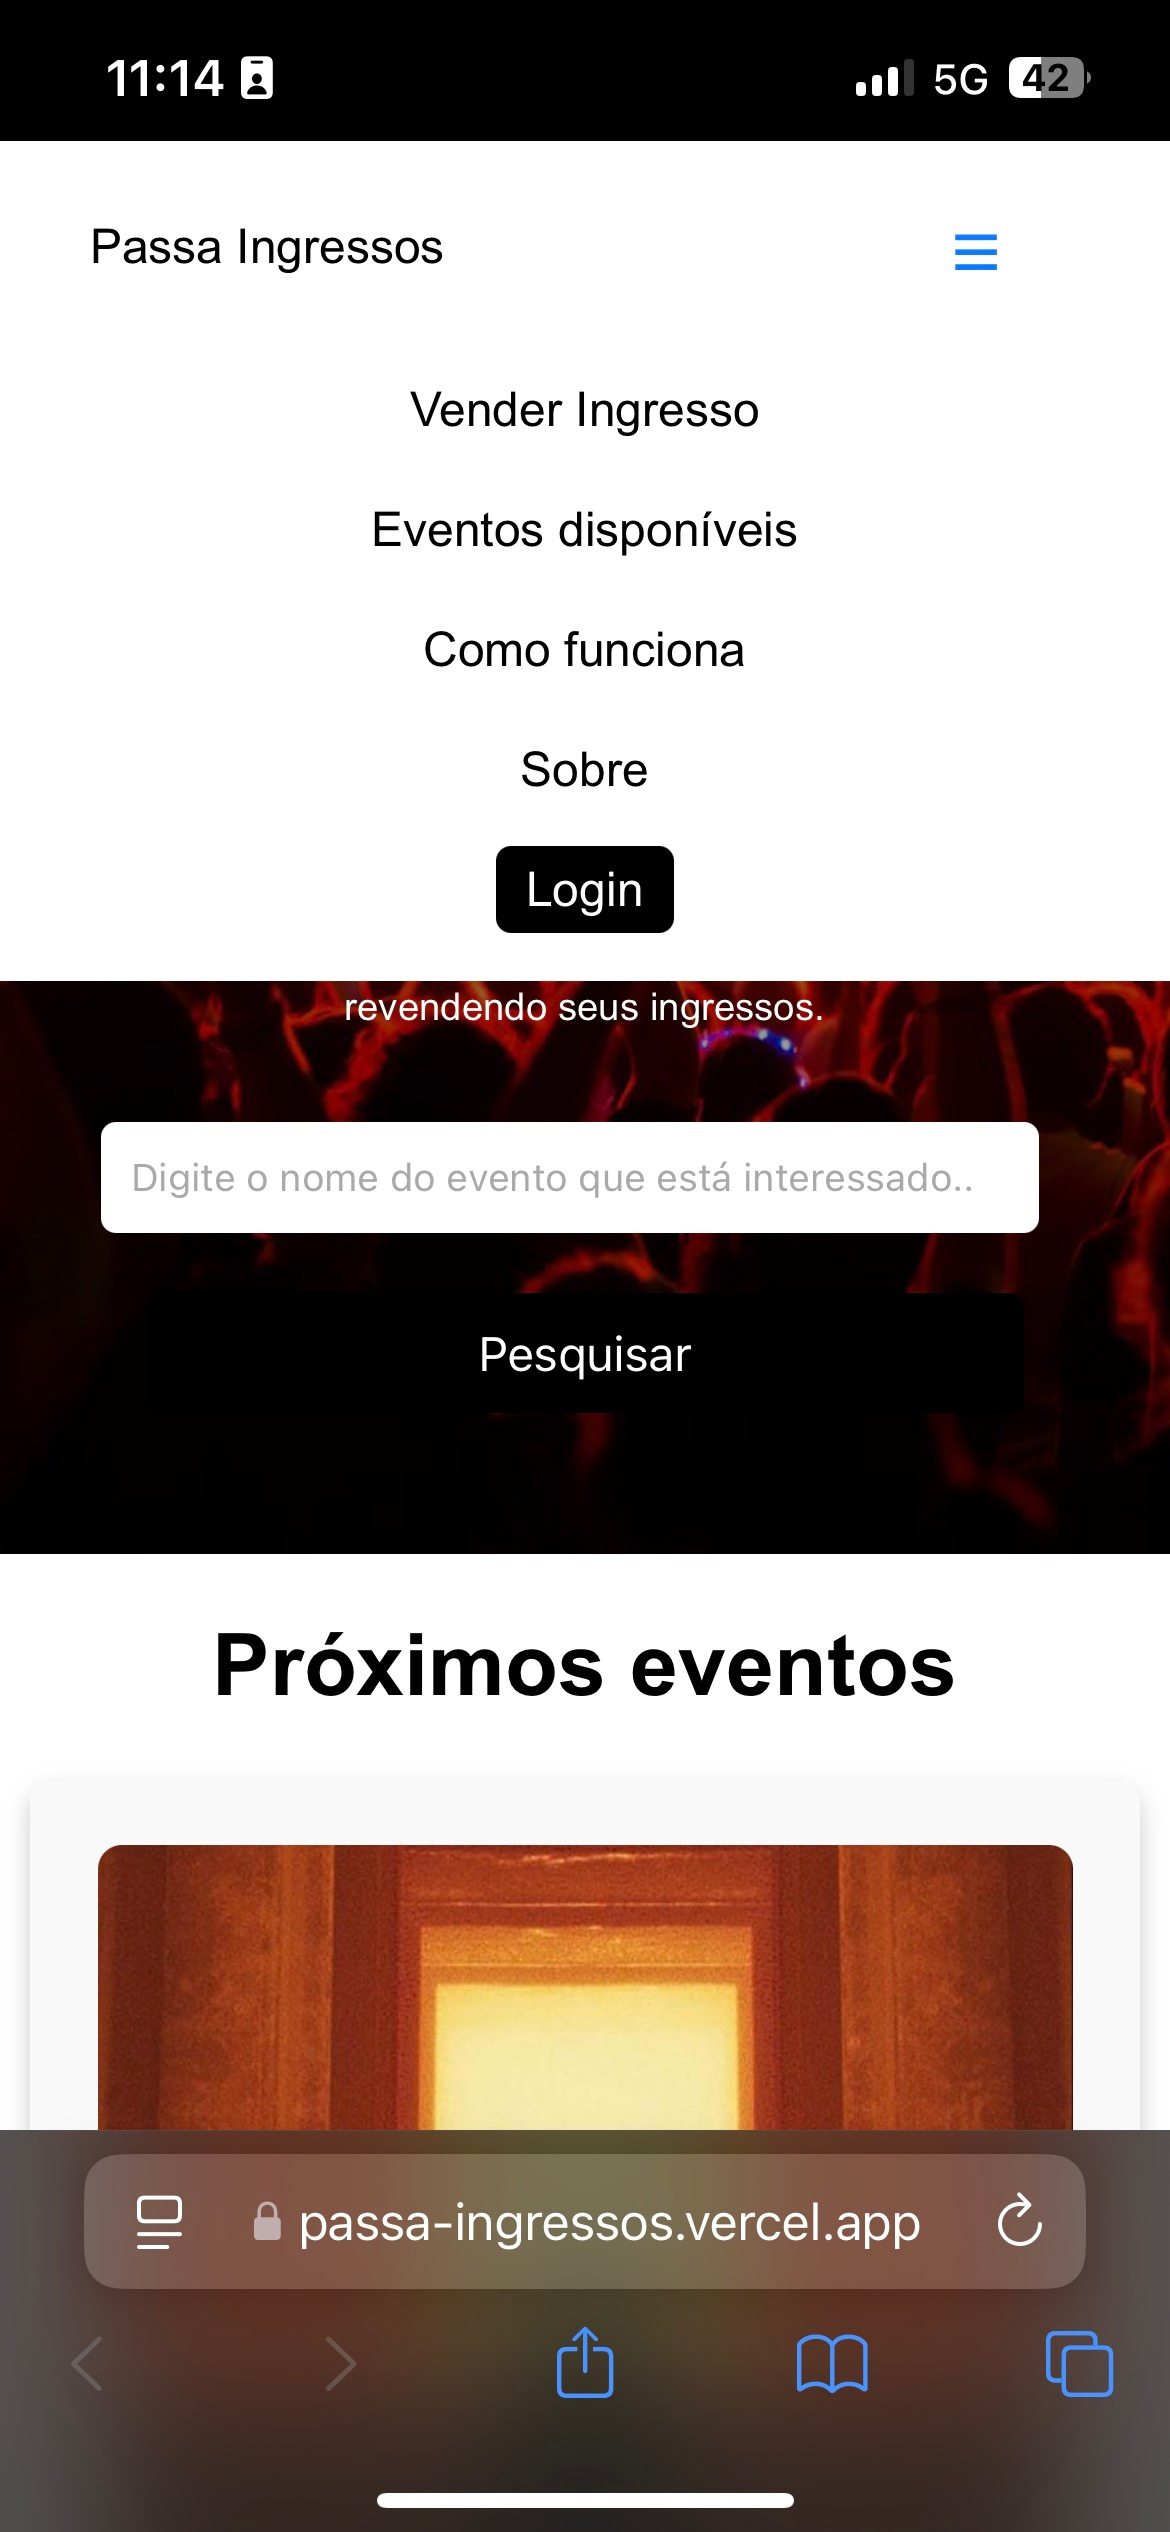 11:14
5G
42
Passa Ingressos
Vender Ingresso
Eventos disponíveis
Como funciona
Sobre
Login
revendendo seus ingressos.
Digite o nome do evento que está interessado..
Pesquisar
Próximos eventos
passa-ingressos.vercel.app